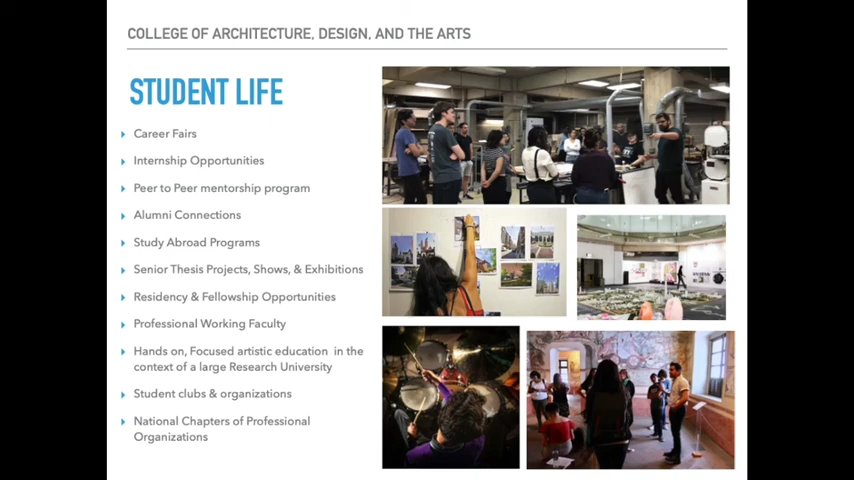 COLLEGE OF ARCHITECTURE, DESIGN, AND THE ARTS
STUDENT LIFE
Career Fairs
Internship Opportunities
Peer to Peer mentorship program
Alumni Connections
Study Abroad Programs
Senior Thesis Projects, Shows, & Exhibitions
Residency & Fellowship Opportunities
Professional Working Faculty
Hands on, Focused artistic education in the
context of a large Research University
Student clubs & organizations
National Chapters of Professional
Organizations